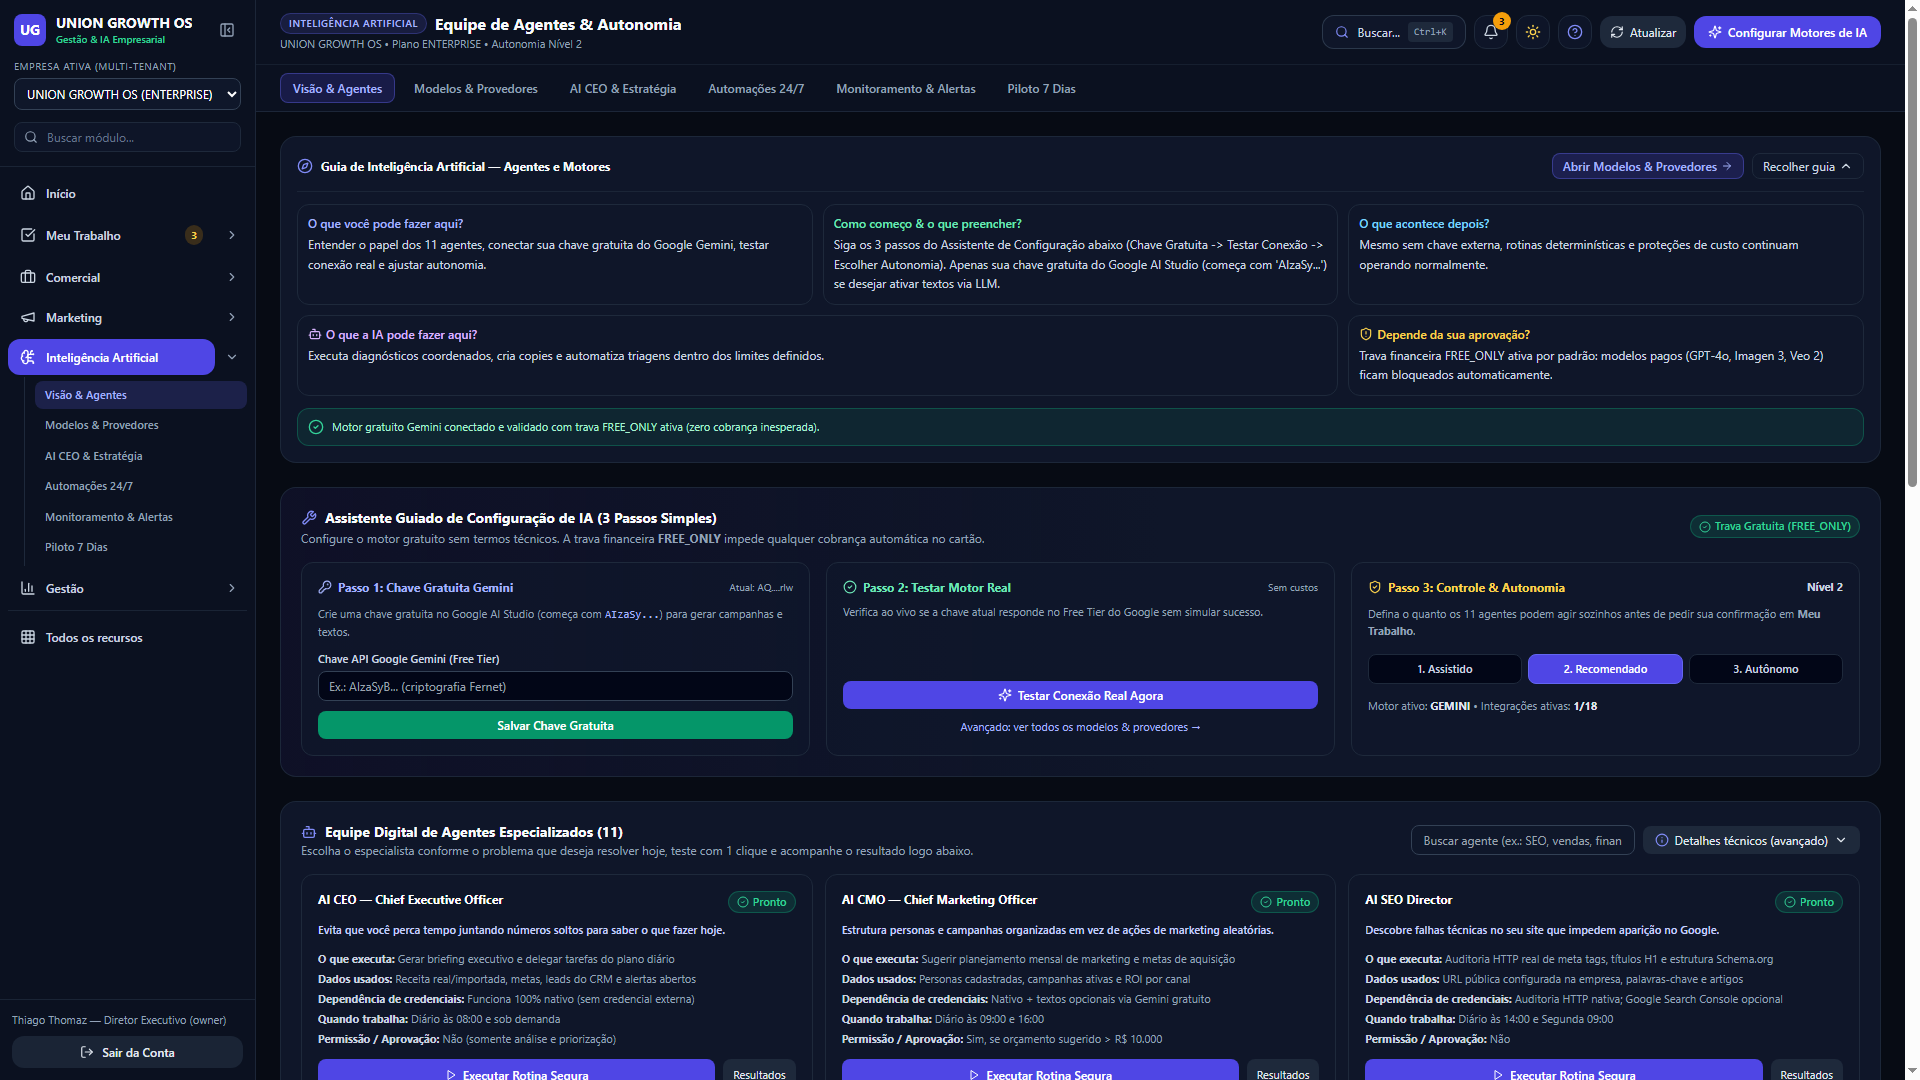 UG
UNION GROWTH OS
Gestão & IA Empresarial
EMPRESA ATIVA (MULTI-TENANT)
UNION GROWTH OS (ENTERPRISE)
Buscar módulo...
Início
Meu Trabalho
3
Comercial
Marketing
Inteligência Artificial
Visão & Agentes
Modelos & Provedores
AI CEO & Estratégia
Automações 24/7
Monitoramento & Alertas
Piloto 7 Dias
Gestão
Todos os recursos
Thiago Thomaz — Diretor Executivo (owner)
Sair da Conta
INTELIGÊNCIA ARTIFICIAL
Equipe de Agentes & Autonomia
UNION GROWTH OS • Plano ENTERPRISE • Autonomia Nível 2
Buscar... Ctrl+K
3
Atualizar
Configurar Motores de IA
Visão & Agentes
Modelos & Provedores
AI CEO & Estratégia
Automações 24/7
Monitoramento & Alertas
Piloto 7 Dias
Guia de Inteligência Artificial — Agentes e Motores
Abrir Modelos & Provedores →
Recolher guia
O que você pode fazer aqui?
Entender o papel dos 11 agentes, conectar sua chave gratuita do Google Gemini, testar
conexão real e ajustar autonomia.
Como começo & o que preencher?
Siga os 3 passos do Assistente de Configuração abaixo (Chave Gratuita -> Testar Conexão ->
Escolher Autonomia). Apenas sua chave gratuita do Google AI Studio (começa com 'AIzaSy...')
se desejar ativar textos via LLM.
O que acontece depois?
Mesmo sem chave externa, rotinas determinísticas e proteções de custo continuam
operando normalmente.
O que a IA pode fazer aqui?
Executa diagnósticos coordenados, cria copies e automatiza triagens dentro dos limites definidos.
Depende da sua aprovação?
Trava financeira FREE_ONLY ativa por padrão: modelos pagos (GPT-4o, Imagen 3, Veo 2)
ficam bloqueados automaticamente.
Motor gratuito Gemini conectado e validado com trava FREE_ONLY ativa (zero cobrança inesperada).
Assistente Guiado de Configuração de IA (3 Passos Simples)
Configure o motor gratuito sem termos técnicos. A trava financeira FREE_ONLY impede qualquer cobrança automática no cartão.
Trava Gratuita (FREE_ONLY)
Passo 1: Chave Gratuita Gemini
Atual: AQ...rlw
Crie uma chave gratuita no Google AI Studio (começa com AIzaSy...) para gerar campanhas e
textos.
Chave API Google Gemini (Free Tier)
Ex.: AIzaSyB... (criptografia Fernet)
Salvar Chave Gratuita
Passo 2: Testar Motor Real
Sem custos
Verifica ao vivo se a chave atual responde no Free Tier do Google sem simular sucesso.
Testar Conexão Real Agora
Avançado: ver todos os modelos & provedores →
Passo 3: Controle & Autonomia
Nível 2
Defina o quanto os 11 agentes podem agir sozinhos antes de pedir sua confirmação em Meu
Trabalho.
1. Assistido
2. Recomendado
3. Autônomo
Motor ativo: GEMINI • Integrações ativas: 1/18
Equipe Digital de Agentes Especializados (11)
Escolha o especialista conforme o problema que deseja resolver hoje, teste com 1 clique e acompanhe o resultado logo abaixo.
Buscar agente (ex.: SEO, vendas, finan
Detalhes técnicos (avançado)
AI CEO — Chief Executive Officer
Pronto
Evita que você perca tempo juntando números soltos para saber o que fazer hoje.
O que executa: Gerar briefing executivo e delegar tarefas do plano diário
Dados usados: Receita real/importada, metas, leads do CRM e alertas abertos
Dependência de credenciais: Funciona 100% nativo (sem credencial externa)
Quando trabalha: Diário às 08:00 e sob demanda
Permissão / Aprovação: Não (somente análise e priorização)
Executar Rotina Segura
Resultados
AI CMO — Chief Marketing Officer
Pronto
Estrutura personas e campanhas organizadas em vez de ações de marketing aleatórias.
O que executa: Sugerir planejamento mensal de marketing e metas de aquisição
Dados usados: Personas cadastradas, campanhas ativas e ROI por canal
Dependência de credenciais: Nativo + textos opcionais via Gemini gratuito
Quando trabalha: Diário às 09:00 e 16:00
Permissão / Aprovação: Sim, se orçamento sugerido > R$ 10.000
Executar Rotina Segura
Resultados
AI SEO Director
Pronto
Descobre falhas técnicas no seu site que impedem aparição no Google.
O que executa: Auditoria HTTP real de meta tags, títulos H1 e estrutura Schema.org
Dados usados: URL pública configurada na empresa, palavras-chave e artigos
Dependência de credenciais: Auditoria HTTP nativa; Google Search Console opcional
Quando trabalha: Diário às 14:00 e Segunda 09:00
Permissão / Aprovação: Não
Executar Rotina Segura
Resultados